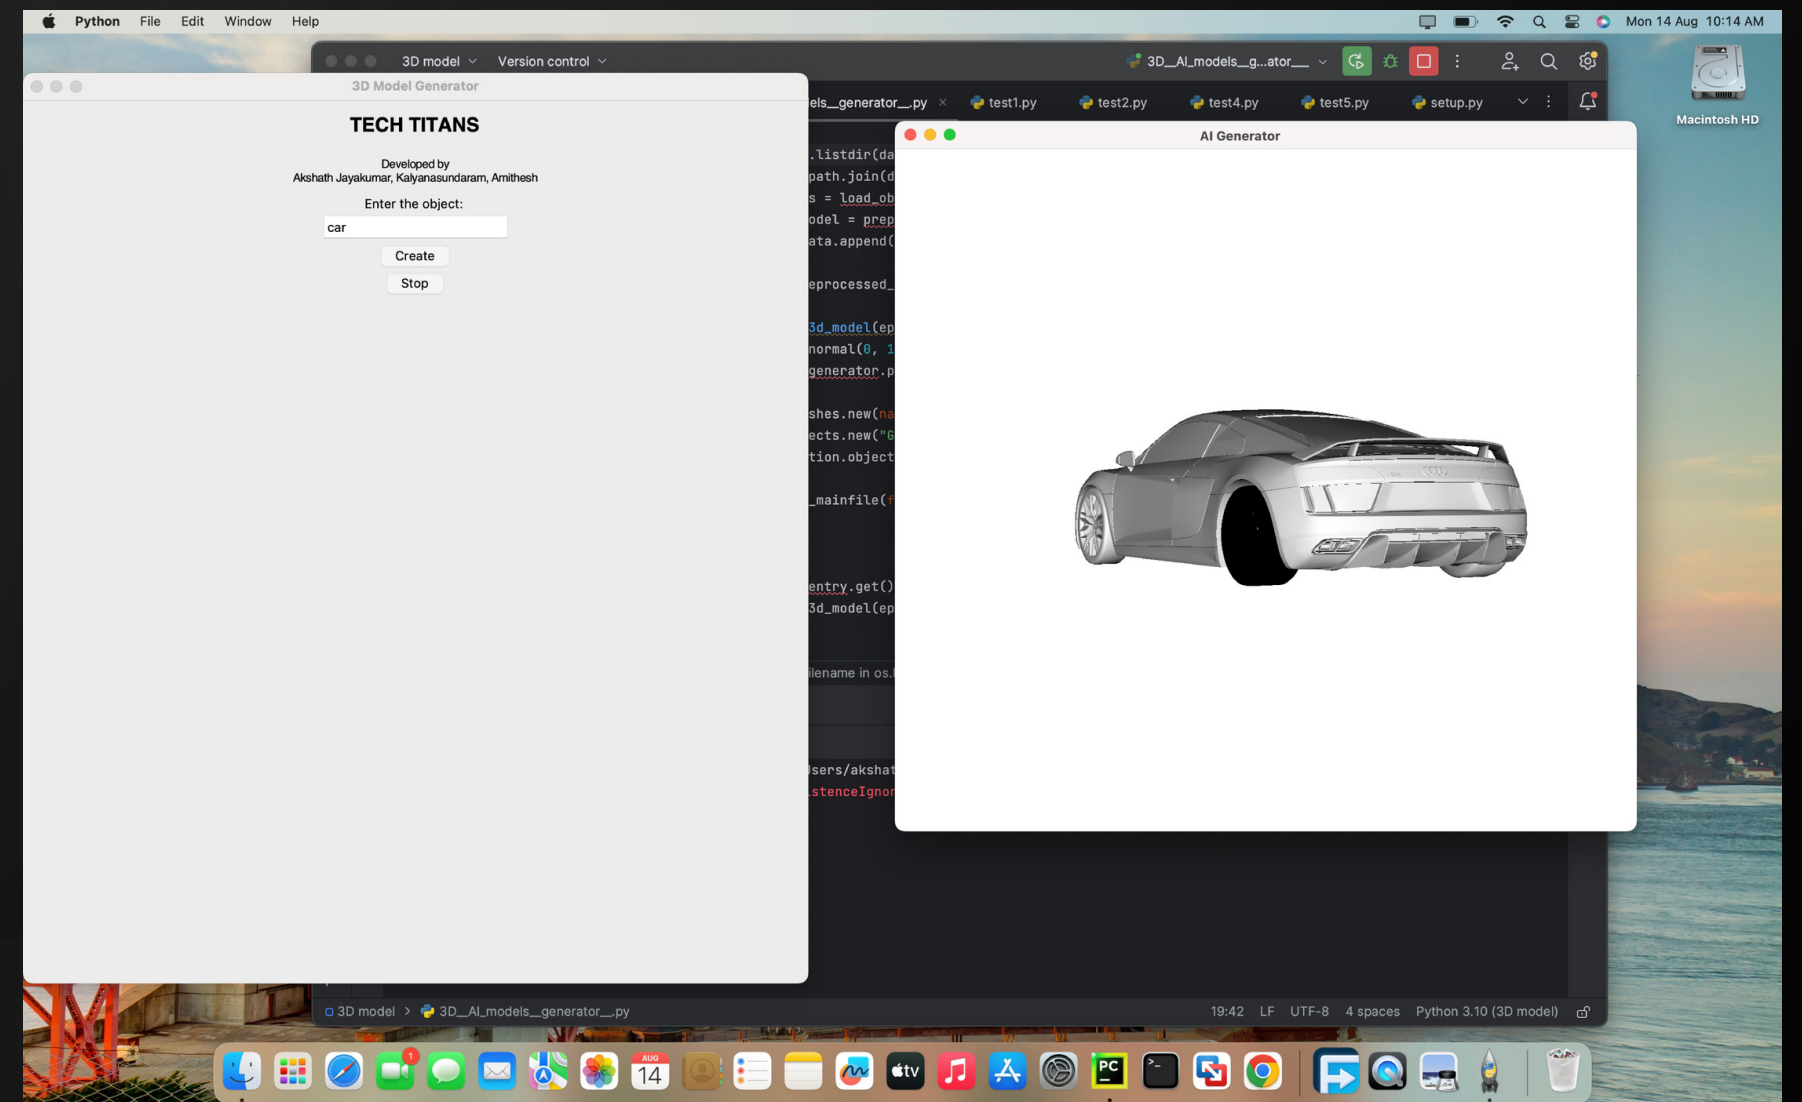 Python File Edit Window Help
Mon 14 Aug 10:14 AM
3D model Version control
3D__AI_models__g...ator__
3D Model Generator
TECH TITANS
Developed by
Akshath Jayakumar, Kalyanasundaram, Amithesh
Enter the object:
car
Create
Stop
els__generator__.py test1.py test2.py test4.py test5.py setup.py
.listdir(da
path.join(d
s = load_ob
odel = prep
ata.append(
eprocessed_
3d_model(ep
normal(0, 1
generator.p
shes.new(na
ects.new("G
tion.object
_mainfile(f
entry.get()
3d_model(ep
ilename in os.l
sers/akshat
stenceIgnor
AI Generator
Macintosh HD
3D model > 3D__AI_models__generator__.py
19:42 LF UTF-8 4 spaces Python 3.10 (3D model)
1
AUG
14
tv
PC